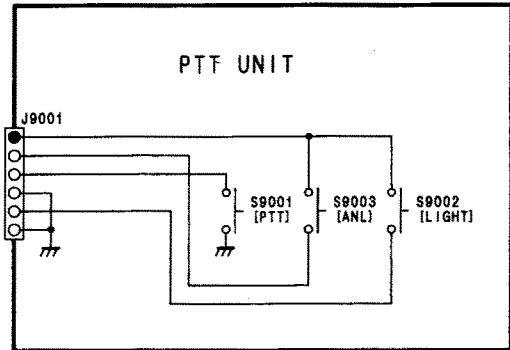 PTT UNIT
J9001
S9001
[PTT]
S9003
[ANL]
S9002
[LIGHT]